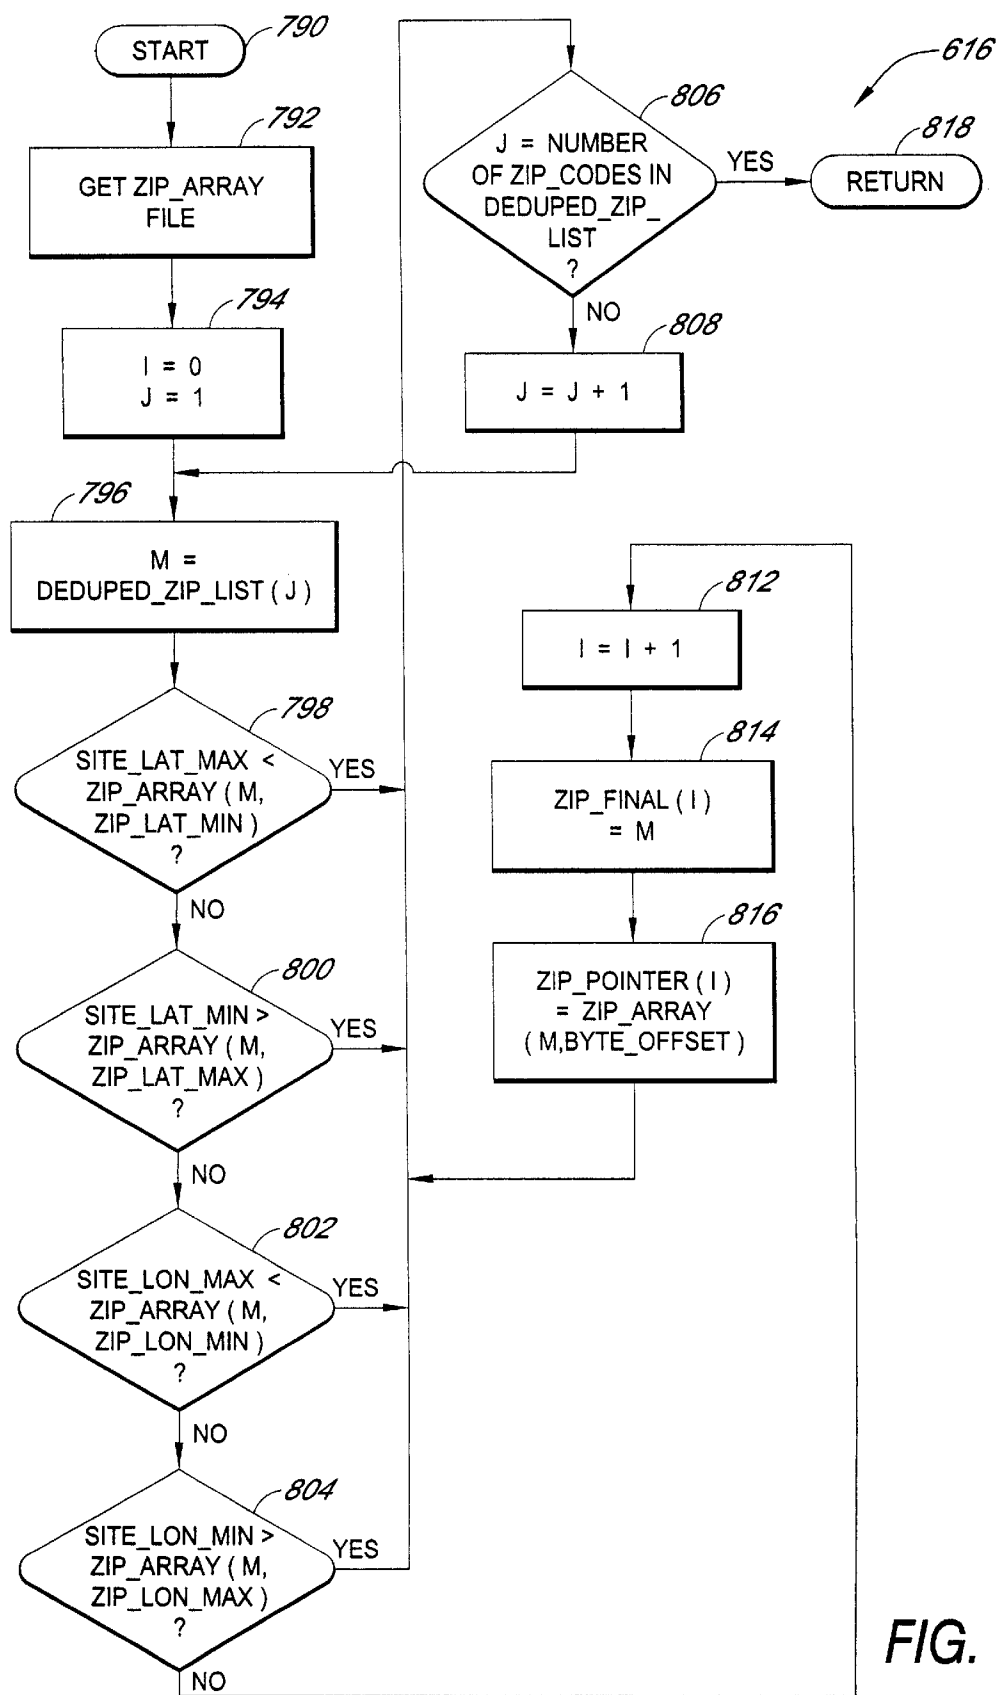 790
START
792
GET ZIP_ARRAY
FILE
794
I = 0
J = 1
796
M =
DEDUPED_ZIP_LIST ( J )
798
SITE_LAT_MAX <
ZIP_ARRAY ( M,
ZIP_LAT_MIN )
?
YES
NO
800
SITE_LAT_MIN >
ZIP_ARRAY ( M,
ZIP_LAT_MAX )
?
YES
NO
802
SITE_LON_MAX <
ZIP_ARRAY ( M,
ZIP_LON_MIN )
?
YES
NO
804
SITE_LON_MIN >
ZIP_ARRAY ( M,
ZIP_LON_MAX )
?
YES
NO
616
806
J = NUMBER
OF ZIP_CODES IN
DEDUPED_ZIP_
LIST
?
YES
818
RETURN
NO
808
J = J + 1
812
I = I + 1
814
ZIP_FINAL ( I )
= M
816
ZIP_POINTER ( I )
= ZIP_ARRAY
( M,BYTE_OFFSET )
FIG.